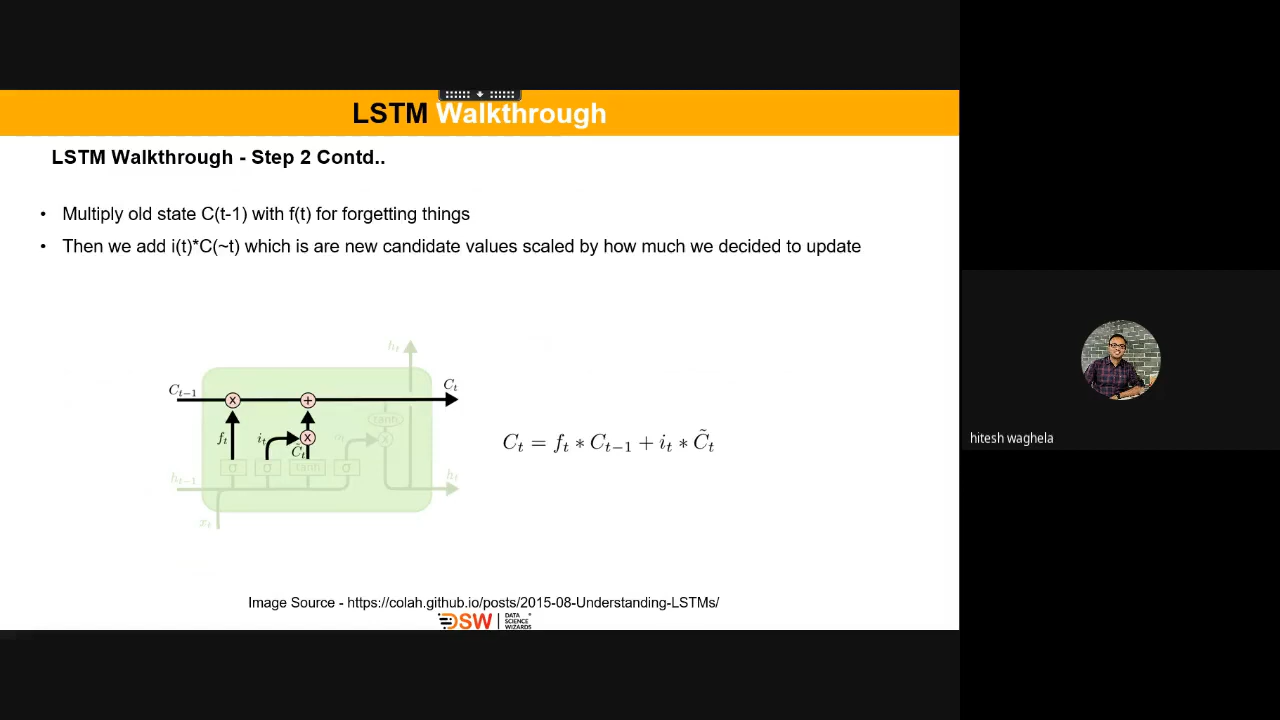 LSTM Walkthrough
LSTM Walkthrough - Step 2 Contd..
• Multiply old state C(t-1) with f(t) for forgetting things
• Then we add i(t)*C(~t) which is are new candidate values scaled by how much we decided to update
h_t
C_{t-1}
x
+
C_t
tanh
f_t
i_t
x
o_t
x
C̃_t
σ
σ
tanh
σ
h_{t-1}
h_t
x_t
C_t = f_t * C_{t-1} + i_t * C̃_t
Image Source - https://colah.github.io/posts/2015-08-Understanding-LSTMs/
DSW | DATA SCIENCE WIZARDS
hitesh waghela